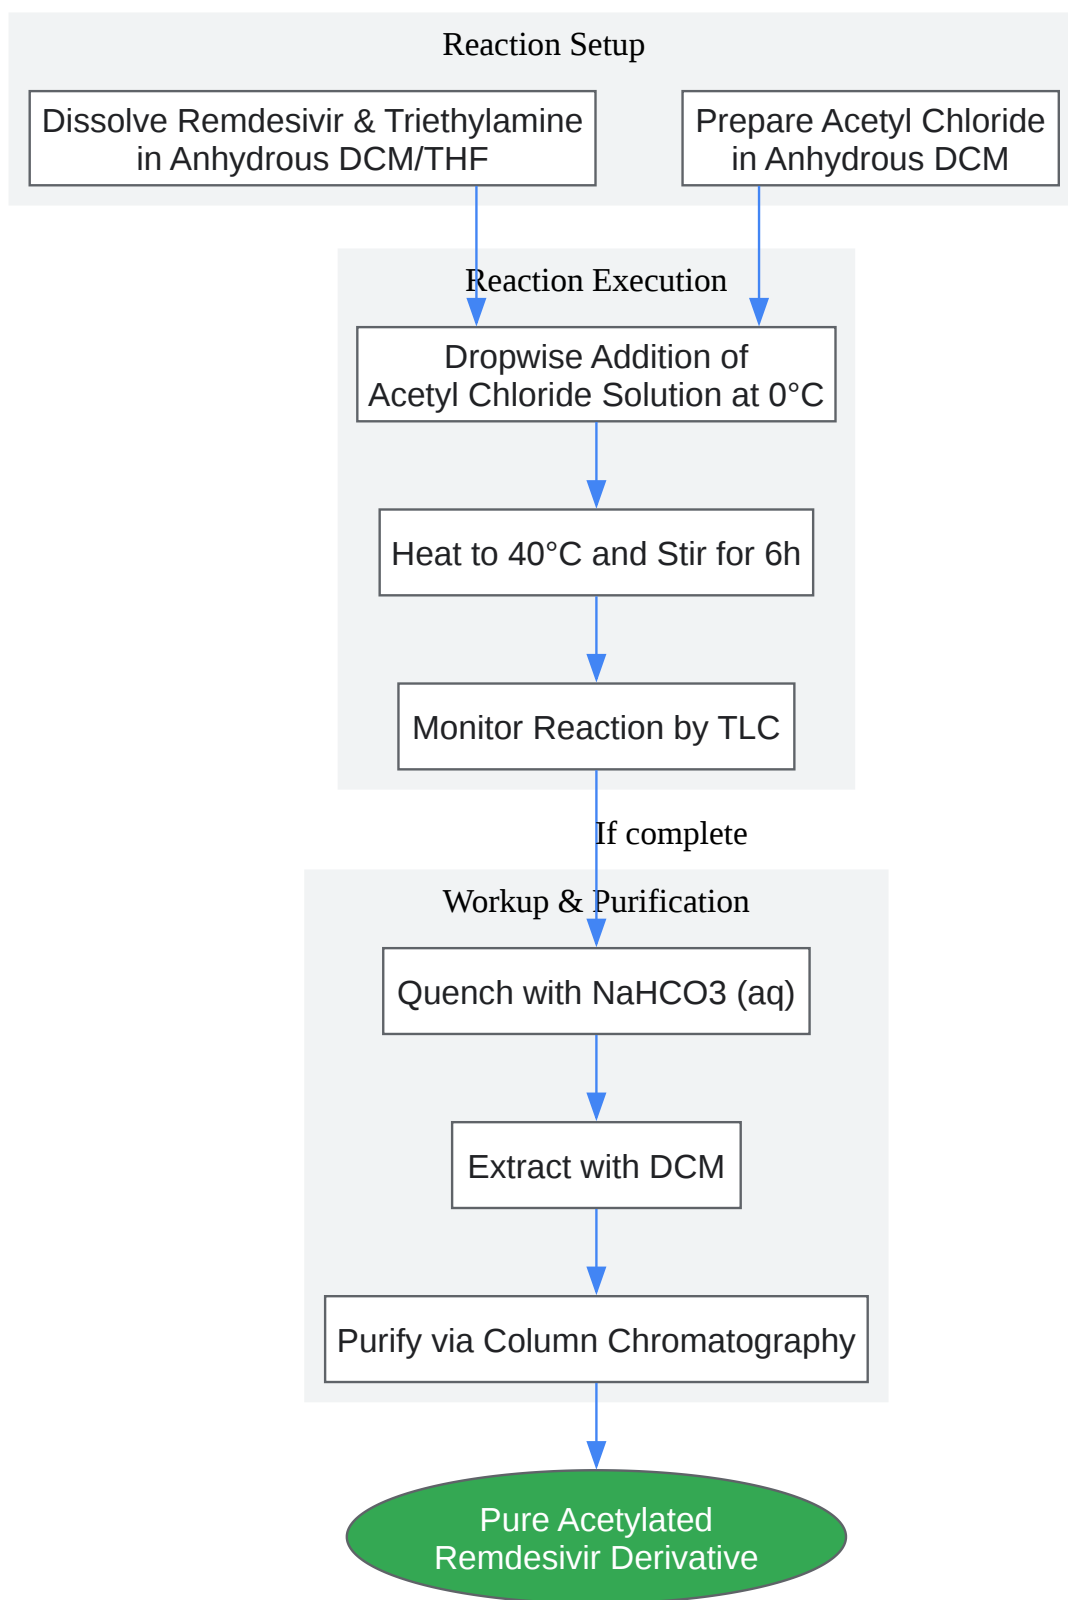 Reaction Setup
Dissolve Remdesivir & Triethylamine
in Anhydrous DCM/THF
Prepare Acetyl Chloride
in Anhydrous DCM
Reaction Execution
Dropwise Addition of
Acetyl Chloride Solution at 0°C
Heat to 40°C and Stir for 6h
Monitor Reaction by TLC
If complete
Workup & Purification
Quench with NaHCO3 (aq)
Extract with DCM
Purify via Column Chromatography
Pure Acetylated
Remdesivir Derivative